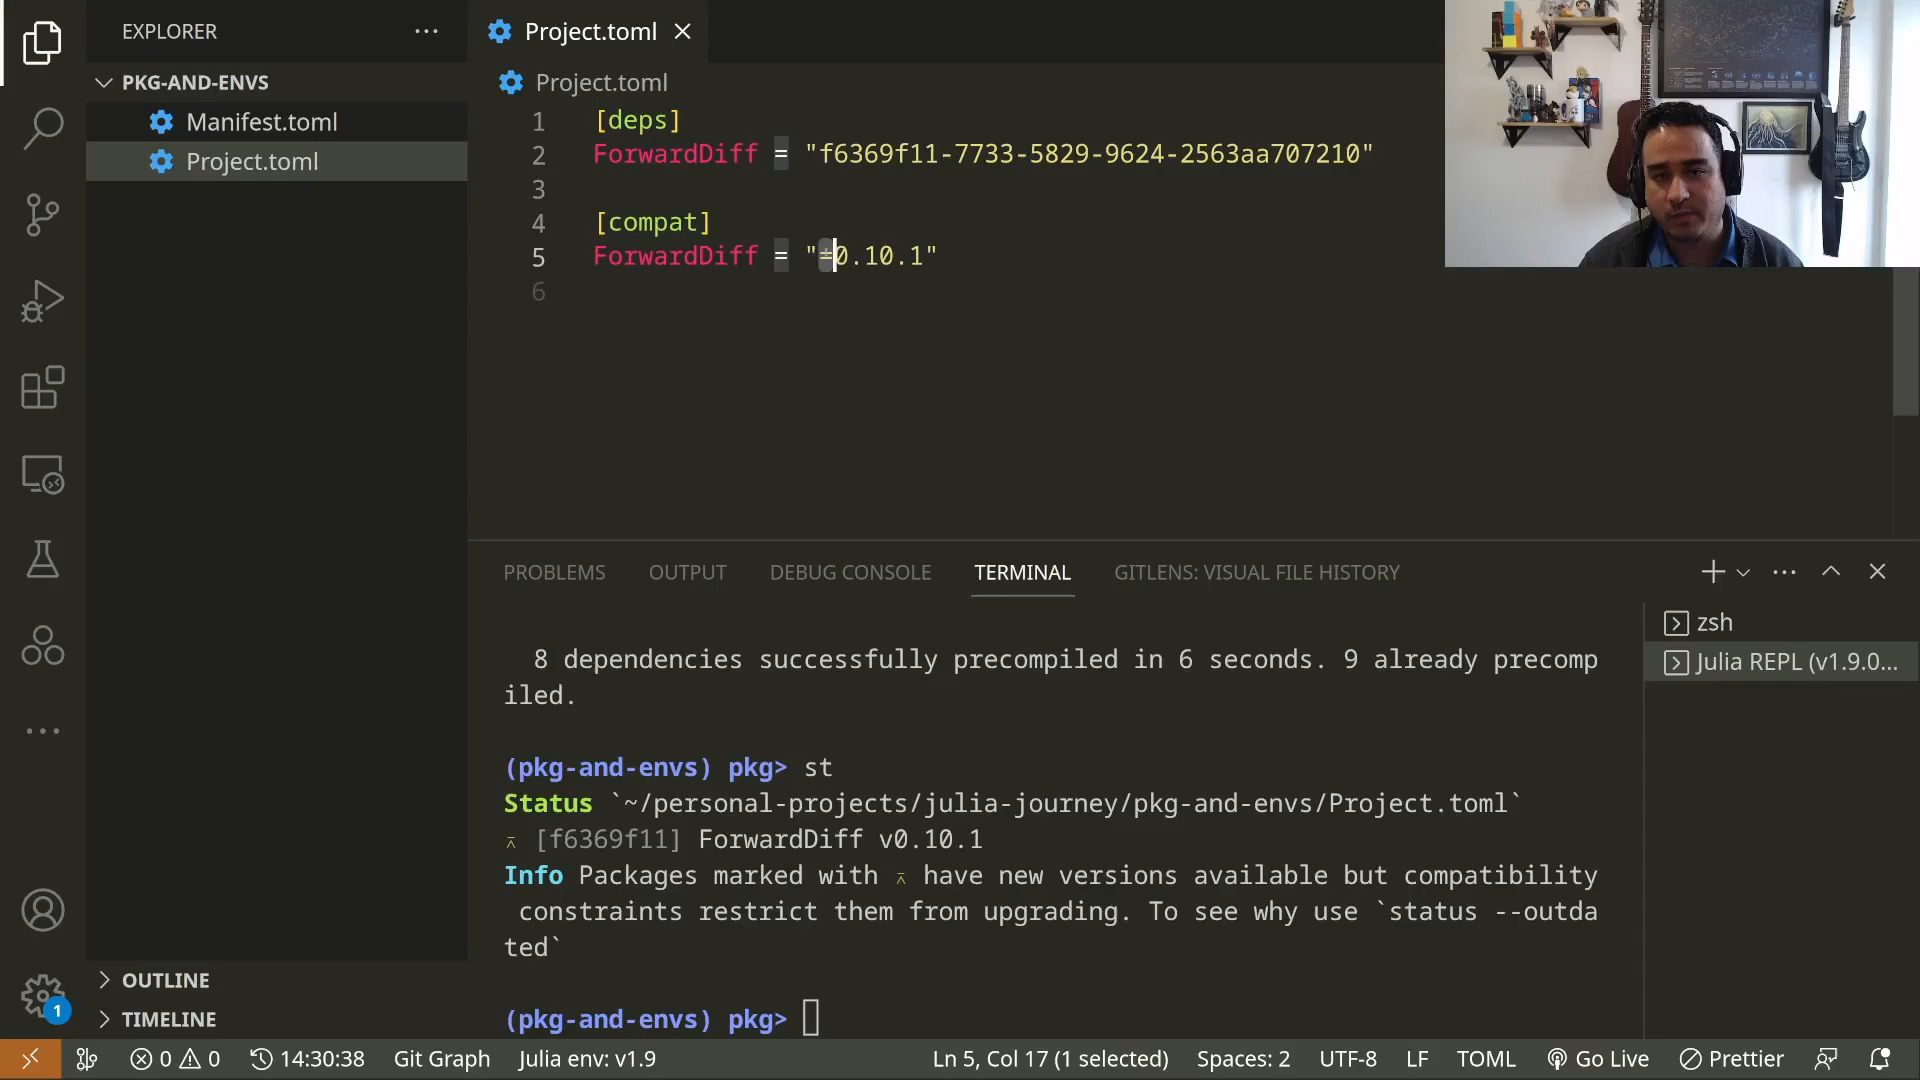 EXPLORER
PKG-AND-ENVS
Manifest.toml
Project.toml
OUTLINE
TIMELINE
Project.toml
Project.toml
1 [deps]
2 ForwardDiff = "f6369f11-7733-5829-9624-2563aa707210"
3
4 [compat]
5 ForwardDiff = "=0.10.1"
6
PROBLEMS OUTPUT DEBUG CONSOLE TERMINAL GITLENS: VISUAL FILE HISTORY
8 dependencies successfully precompiled in 6 seconds. 9 already precomp
iled.
(pkg-and-envs) pkg> st
Status `~/personal-projects/julia-journey/pkg-and-envs/Project.toml`
⌅ [f6369f11] ForwardDiff v0.10.1
Info Packages marked with ⌅ have new versions available but compatibility
constraints restrict them from upgrading. To see why use `status --outda
ted`
(pkg-and-envs) pkg>
zsh
Julia REPL (v1.9.0...
1
0 0 14:30:38 Git Graph Julia env: v1.9 Ln 5, Col 17 (1 selected) Spaces: 2 UTF-8 LF TOML Go Live Prettier